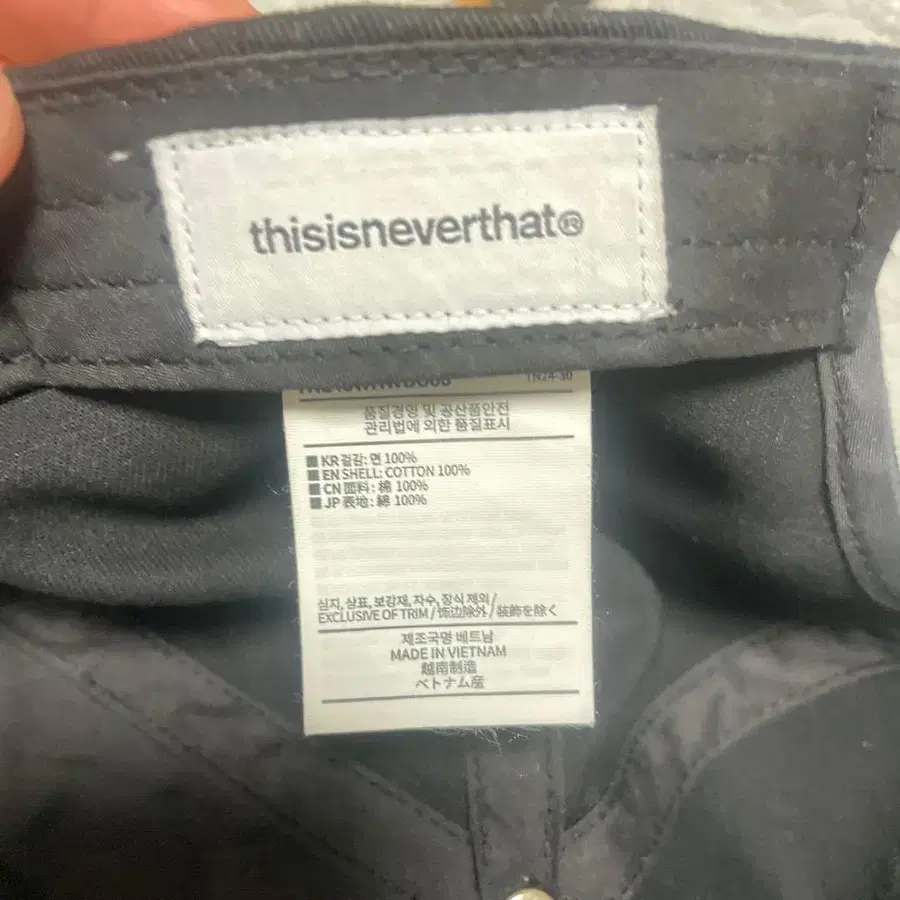 thisisneverthat®
TN24-30
품질경영 및 공산품안전
관리법에 의한 품질표시
KR 겉감: 면 100%
EN SHELL: COTTON 100%
CN 面料: 棉 100%
JP 表地: 綿 100%
심지, 상표, 보강재, 자수, 장식 제외 /
EXCLUSIVE OF TRIM / 饰边除外 / 装飾を除く
제조국명 베트남
MADE IN VIETNAM
越南制造
ベトナム産